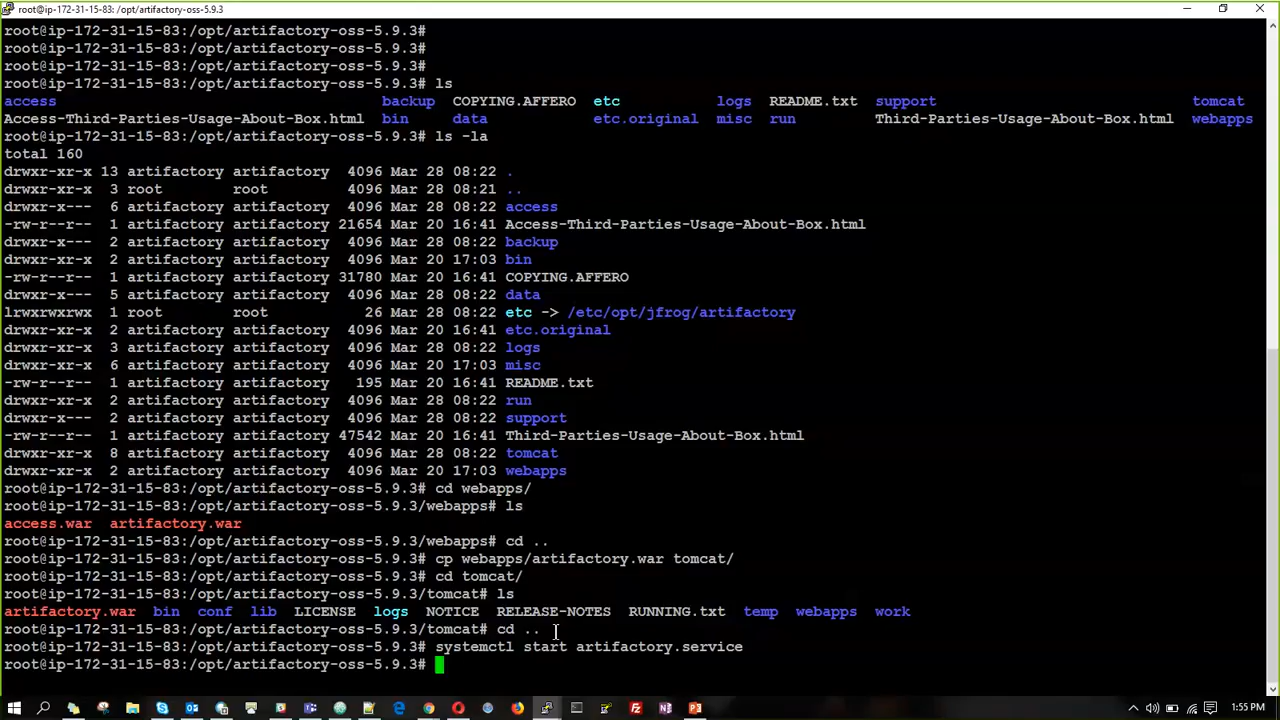 root@ip-172-31-15-83: /opt/artifactory-oss-5.9.3
root@ip-172-31-15-83:/opt/artifactory-oss-5.9.3#
root@ip-172-31-15-83:/opt/artifactory-oss-5.9.3#
root@ip-172-31-15-83:/opt/artifactory-oss-5.9.3#
root@ip-172-31-15-83:/opt/artifactory-oss-5.9.3# ls
access backup COPYING.AFFERO etc logs README.txt support tomcat
Access-Third-Parties-Usage-About-Box.html bin data etc.original misc run Third-Parties-Usage-About-Box.html webapps
root@ip-172-31-15-83:/opt/artifactory-oss-5.9.3# ls -la
total 160
drwxr-xr-x 13 artifactory artifactory 4096 Mar 28 08:22 .
drwxr-xr-x 3 root root 4096 Mar 28 08:21 ..
drwxr-x--- 6 artifactory artifactory 4096 Mar 28 08:22 access
-rw-r--r-- 1 artifactory artifactory 21654 Mar 20 16:41 Access-Third-Parties-Usage-About-Box.html
drwxr-x--- 2 artifactory artifactory 4096 Mar 28 08:22 backup
drwxr-xr-x 2 artifactory artifactory 4096 Mar 20 17:03 bin
-rw-r--r-- 1 artifactory artifactory 31780 Mar 20 16:41 COPYING.AFFERO
drwxr-x--- 5 artifactory artifactory 4096 Mar 28 08:22 data
lrwxrwxrwx 1 root root 26 Mar 28 08:22 etc -> /etc/opt/jfrog/artifactory
drwxr-xr-x 2 artifactory artifactory 4096 Mar 28 08:22 etc.original
drwxr-xr-x 3 artifactory artifactory 4096 Mar 28 08:22 logs
drwxr-xr-x 6 artifactory artifactory 4096 Mar 20 17:03 misc
-rw-r--r-- 1 artifactory artifactory 195 Mar 20 16:41 README.txt
drwxr-xr-x 2 artifactory artifactory 4096 Mar 28 08:22 run
drwxr-x--- 2 artifactory artifactory 4096 Mar 28 08:22 support
-rw-r--r-- 1 artifactory artifactory 47542 Mar 20 16:41 Third-Parties-Usage-About-Box.html
drwxr-xr-x 8 artifactory artifactory 4096 Mar 28 08:22 tomcat
drwxr-xr-x 2 artifactory artifactory 4096 Mar 20 17:03 webapps
root@ip-172-31-15-83:/opt/artifactory-oss-5.9.3# cd webapps/
root@ip-172-31-15-83:/opt/artifactory-oss-5.9.3/webapps# ls
access.war artifactory.war
root@ip-172-31-15-83:/opt/artifactory-oss-5.9.3/webapps# cd ..
root@ip-172-31-15-83:/opt/artifactory-oss-5.9.3# cp webapps/artifactory.war tomcat/
root@ip-172-31-15-83:/opt/artifactory-oss-5.9.3# cd tomcat/
root@ip-172-31-15-83:/opt/artifactory-oss-5.9.3/tomcat# ls
artifactory.war bin conf lib LICENSE logs NOTICE RELEASE-NOTES RUNNING.txt temp webapps work
root@ip-172-31-15-83:/opt/artifactory-oss-5.9.3/tomcat# cd ..
root@ip-172-31-15-83:/opt/artifactory-oss-5.9.3# systemctl start artifactory.service
root@ip-172-31-15-83:/opt/artifactory-oss-5.9.3#
1:55 PM